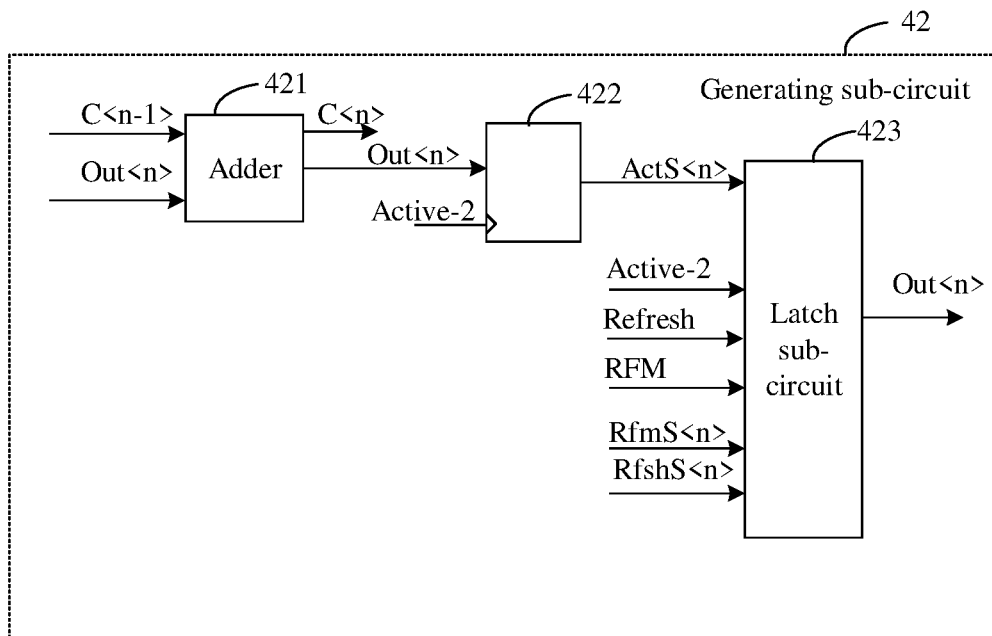 42
421
C<n-1>
C<n>
422
Generating sub-circuit
423
Out<n>
Adder
Out<n>
ActS<n>
Active-2
Active-2
Refresh
RFM
RfmS<n>
RfshS<n>
Latch
sub-
circuit
Out<n>